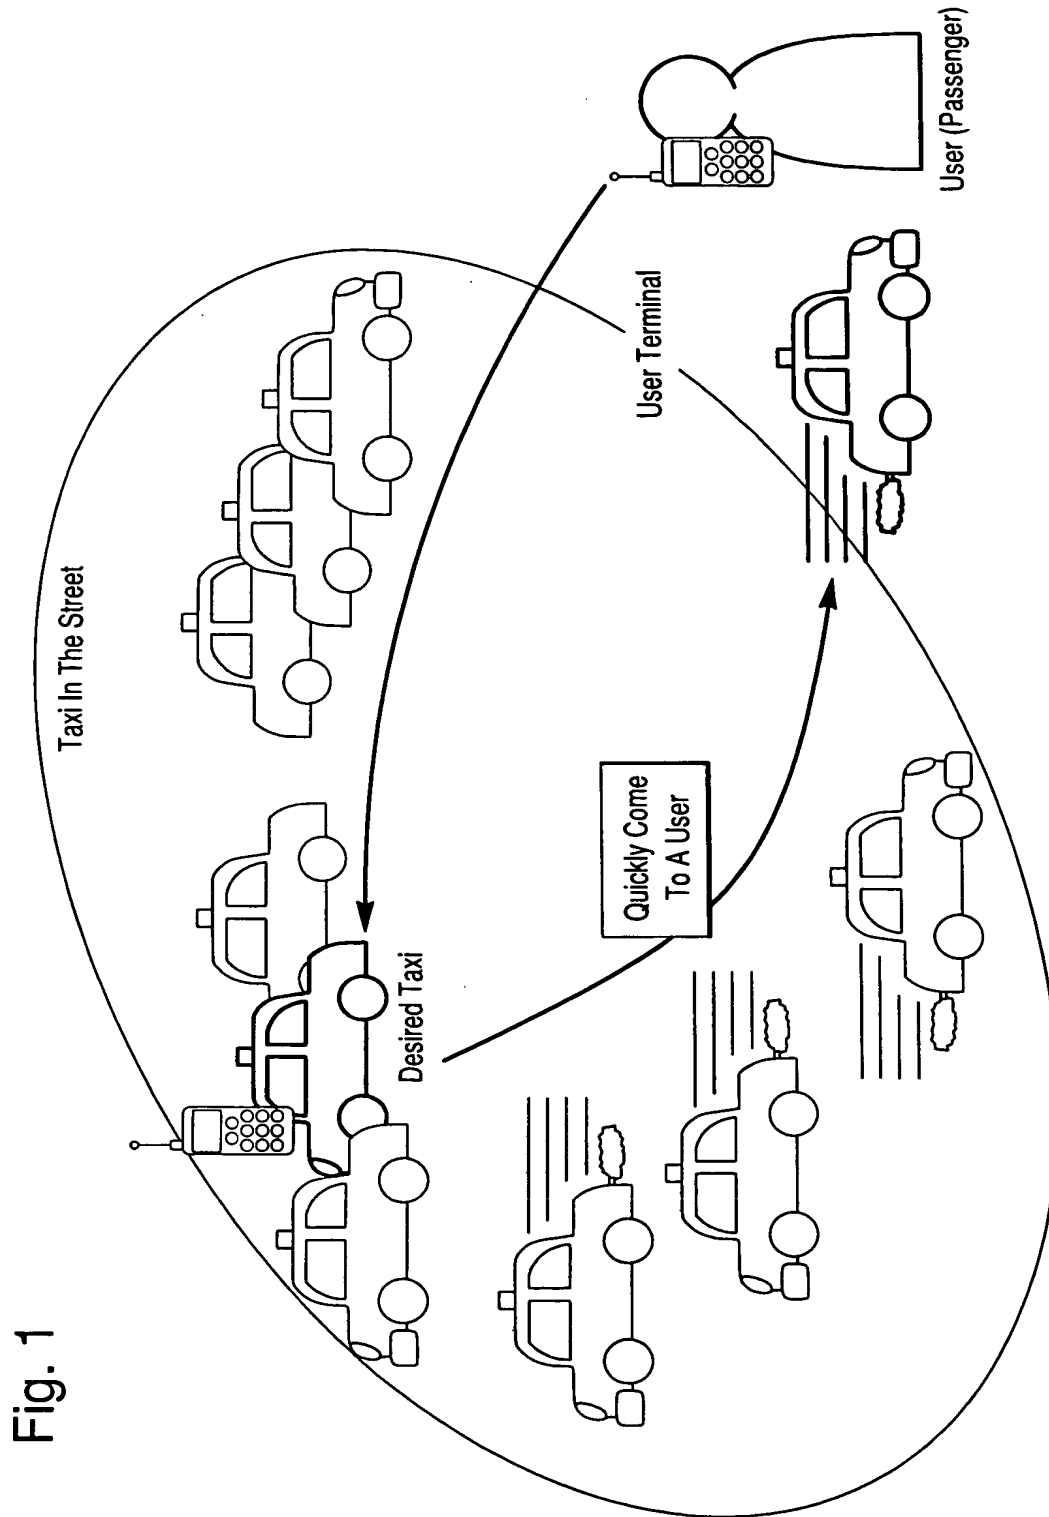 Fig. 1
Taxi In The Street
Desired Taxi
Quickly Come
To A User
User Terminal
User (Passenger)